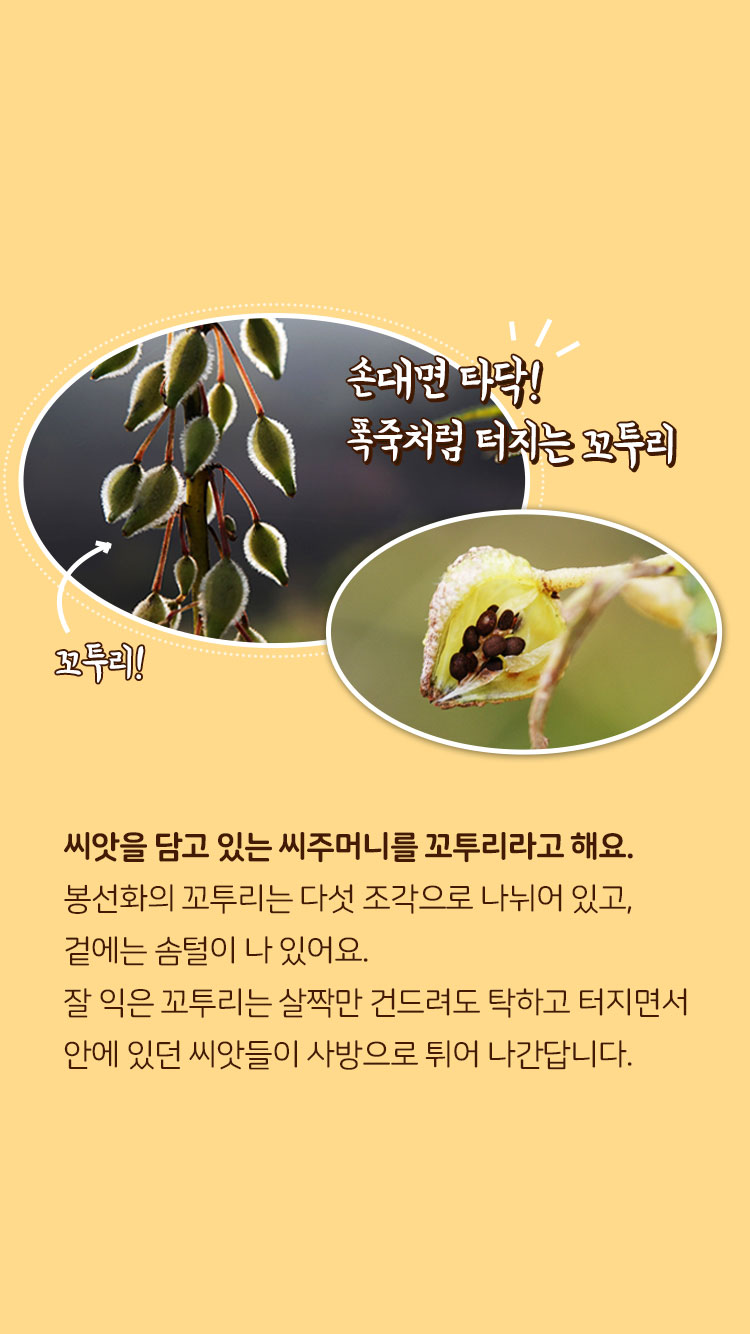 손대면 타닥!
폭죽처럼 터지는 꼬투리
꼬투리!
씨앗을 담고 있는 씨주머니를 꼬투리라고 해요.
봉선화의 꼬투리는 다섯 조각으로 나뉘어 있고,
겉에는 솜털이 나 있어요.
잘 익은 꼬투리는 살짝만 건드려도 탁하고 터지면서
안에 있던 씨앗들이 사방으로 튀어 나간답니다.